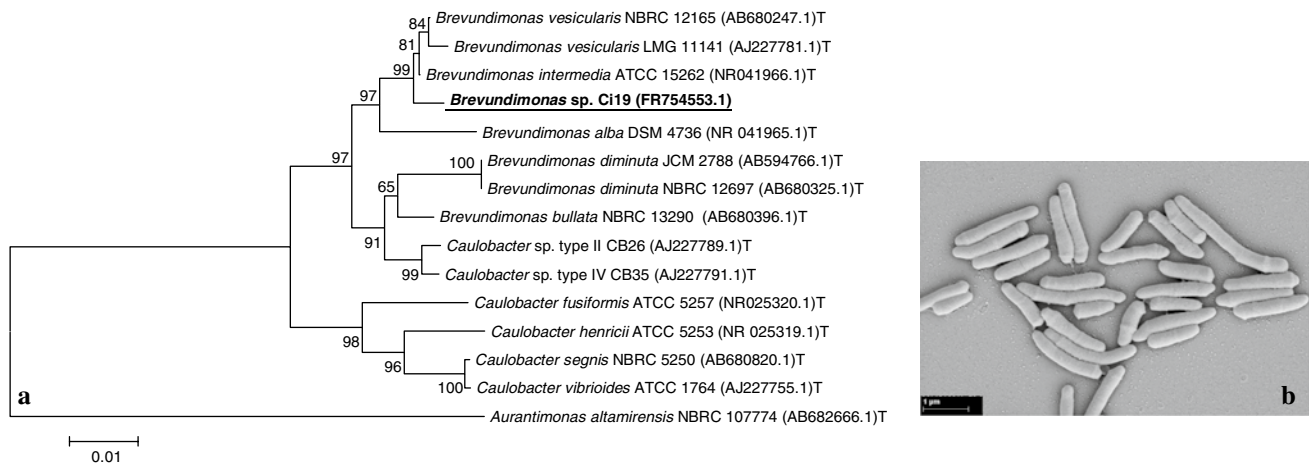 Brevundimonas vesicularis NBRC 12165 (AB680247.1)T
84
Brevundimonas vesicularis LMG 11141 (AJ227781.1)T
81
Brevundimonas intermedia ATCC 15262 (NR041966.1)T
99
Brevundimonas sp. Ci19 (FR754553.1)
97
Brevundimonas alba DSM 4736 (NR 041965.1)T
97
Brevundimonas diminuta JCM 2788 (AB594766.1)T
100
Brevundimonas diminuta NBRC 12697 (AB680325.1)T
65
Brevundimonas bullata NBRC 13290 (AB680396.1)T
91
Caulobacter sp. type II CB26 (AJ227789.1)T
99
Caulobacter sp. type IV CB35 (AJ227791.1)T
Caulobacter fusiformis ATCC 5257 (NR025320.1)T
98
Caulobacter henricii ATCC 5253 (NR 025319.1)T
96
Caulobacter segnis NBRC 5250 (AB680820.1)T
100
Caulobacter vibrioides ATCC 1764 (AJ227755.1)T
a
Aurantimonas altamirensis NBRC 107774 (AB682666.1)T
0.01
1 µm
b